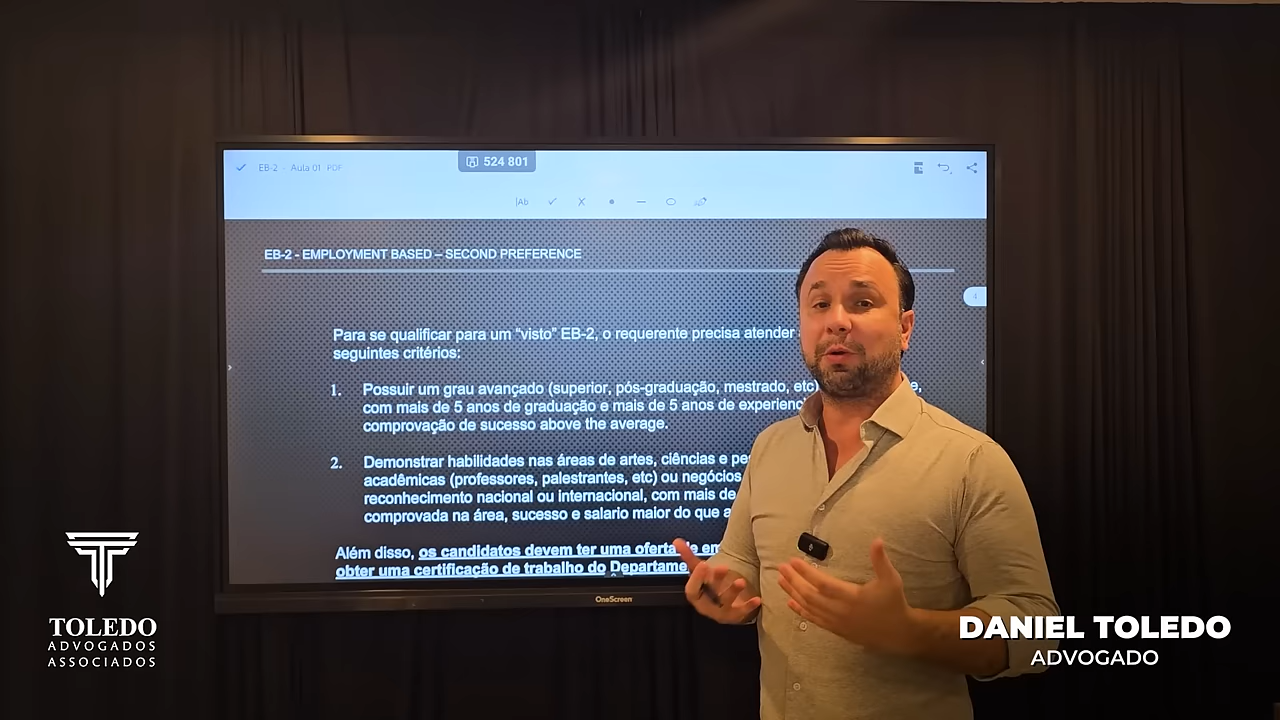 EB-2 - Aula 01 PDF
524 801
|Ab
EB-2 - EMPLOYMENT BASED – SECOND PREFERENCE
4
Para se qualificar para um "visto" EB-2, o requerente precisa atender
seguintes critérios:
1. Possuir um grau avançado (superior, pós-graduação, mestrado, etc)
com mais de 5 anos de graduação e mais de 5 anos de
comprovação de sucesso above the average.
2. Demonstrar habilidades nas áreas de artes, ciências e
acadêmicas (professores, palestrantes, etc) ou negócios
reconhecimento nacional ou internacional, com mais de
comprovada na área, sucesso e salario maior do que
Além disso, os candidatos devem ter uma oferta de
obter uma certificação de trabalho do
OneScreen
TOLEDO
ADVOGADOS
ASSOCIADOS
DANIEL TOLEDO
ADVOGADO